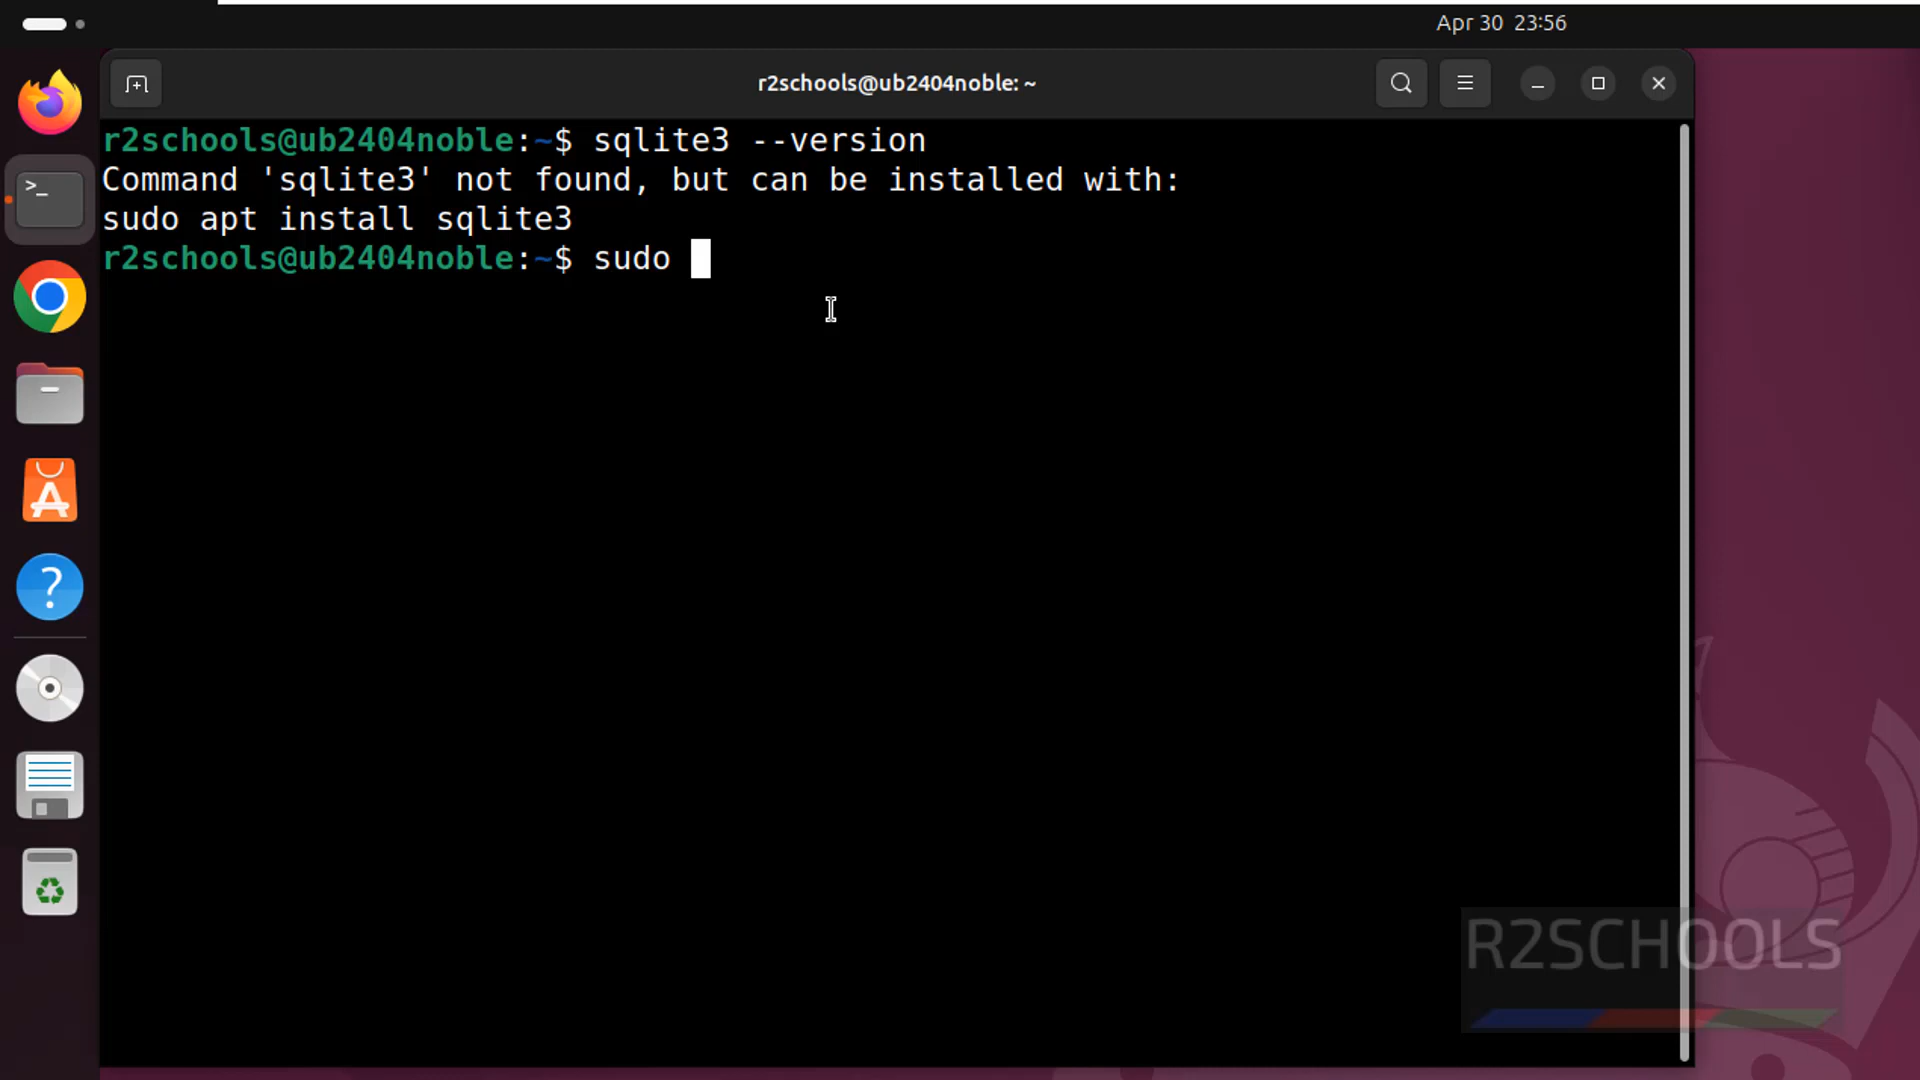 Apr 30 23:56
r2schools@ub2404noble: ~
r2schools@ub2404noble:~$ sqlite3 --version
Command 'sqlite3' not found, but can be installed with:
sudo apt install sqlite3
r2schools@ub2404noble:~$ sudo
R2SCHOOLS